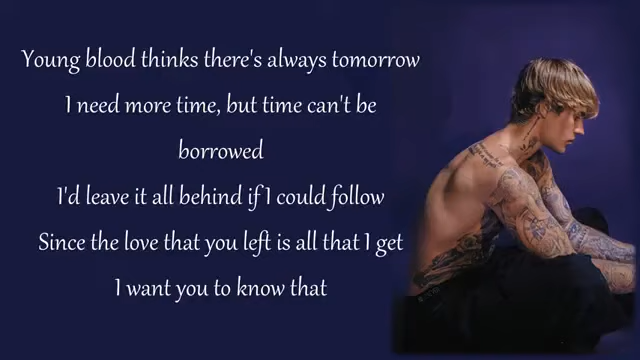 Young blood thinks there's always tomorrow
I need more time, but time can't be
borrowed
I'd leave it all behind if I could follow
Since the love that you left is all that I get
I want you to know that